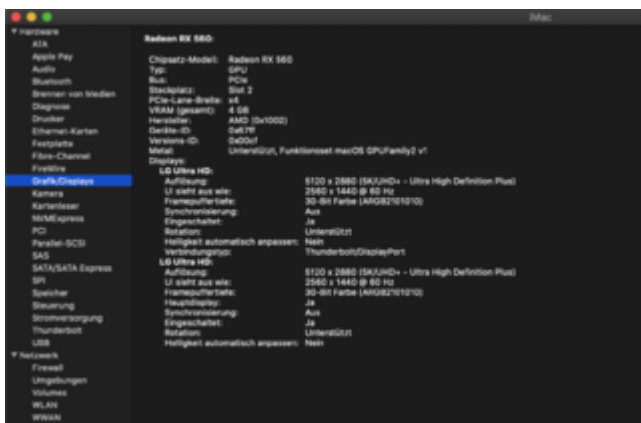 iMac
Hardware
ATA
Apple Pay
Audio
Bluetooth
Brennen von Medien
Diagnose
Drucker
Ethernet-Karten
Festplatte
Fibre-Channel
FireWire
Grafik/Displays
Kamera
Kartenleser
NVMExpress
PCI
Parallel-SCSI
SAS
SATA/SATA Express
SPI
Speicher
Steuerung
Stromversorgung
Thunderbolt
USB
Netzwerk
Firewall
Umgebungen
Volumes
WLAN
WWAN
Radeon RX 560:
Chipsatz-Modell: Radeon RX 560
Typ: GPU
Bus: PCIe
Steckplatz: Slot 2
PCIe-Lane-Breite: x4
VRAM (gesamt): 4 GB
Hersteller: AMD (0x1002)
Geräte-ID: 0x67ff
Versions-ID: 0x00cf
Metal: Unterstützt, Funktionsset macOS GPUFamily2 v1
Displays:
LG Ultra HD:
Auflösung: 5120 x 2880 (5K/UHD+ - Ultra High Definition Plus)
UI sieht aus wie: 2560 x 1440 @ 60 Hz
Framepuffertiefe: 30-Bit Farbe (ARGB2101010)
Synchronisierung: Aus
Eingeschaltet: Ja
Rotation: Unterstützt
Helligkeit automatisch anpassen: Nein
Verbindungstyp: Thunderbolt/DisplayPort
LG Ultra HD:
Auflösung: 5120 x 2880 (5K/UHD+ - Ultra High Definition Plus)
UI sieht aus wie: 2560 x 1440 @ 60 Hz
Framepuffertiefe: 30-Bit Farbe (ARGB2101010)
Hauptdisplay: Ja
Synchronisierung: Aus
Eingeschaltet: Ja
Rotation: Unterstützt
Helligkeit automatisch anpassen: Nein